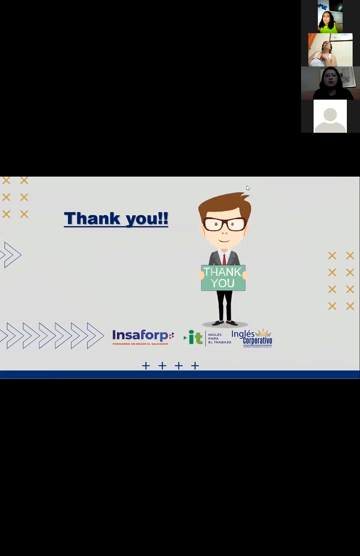 Thank you!!
THANK
YOU
Insaforp
it
INGLÉS
PARA
EL TRABAJO
Inglés
Corporativo